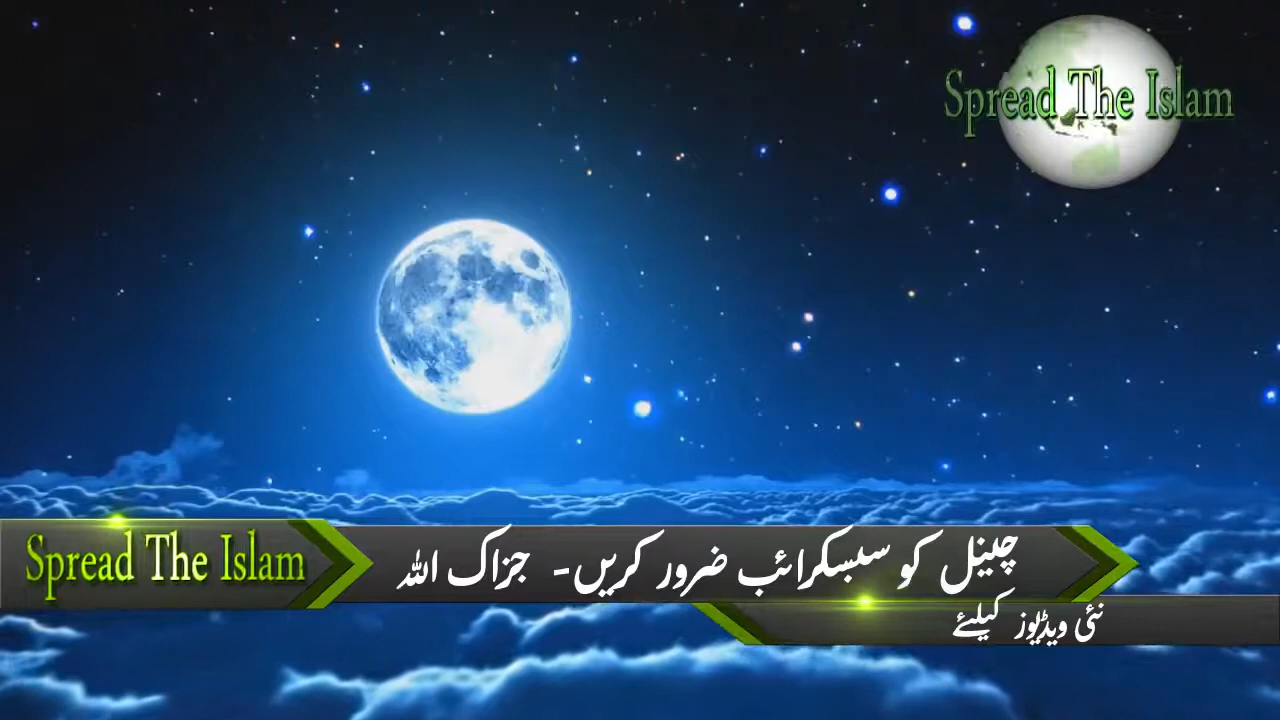 Spread The Islam
Spread The Islam
چینل کو سبسکرائب ضرور کریں۔ جزاک اللہ
نئی ویڈیوز کیلئے